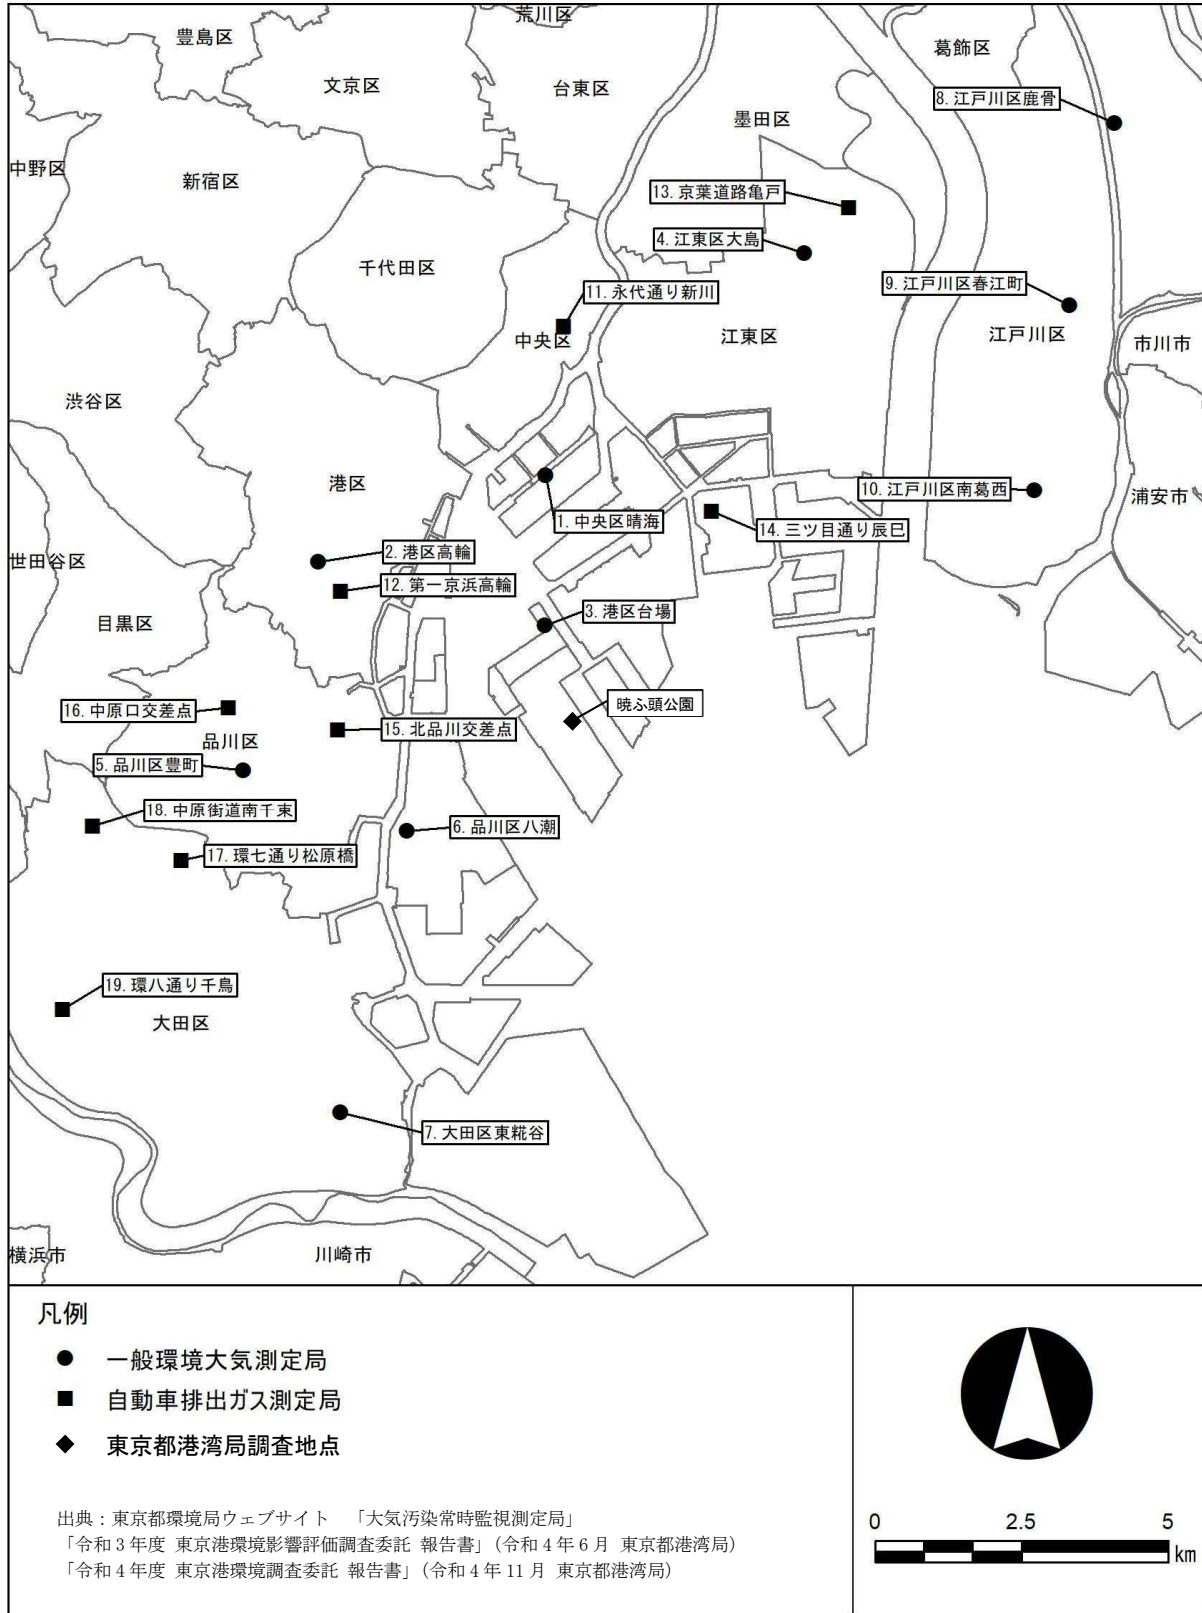 荒川区
豊島区
葛飾区
文京区
台東区
8. 江戸川区鹿骨
墨田区
中野区
新宿区
13. 京葉道路亀戸
4. 江東区大島
千代田区
9. 江戸川区春江町
11. 永代通り新川
中央区
江東区
江戸川区
市川市
渋谷区
港区
10. 江戸川区南葛西
浦安市
1. 中央区晴海
14. 三ツ目通り辰巳
2. 港区高輪
世田谷区
12. 第一京浜高輪
3. 港区台場
目黒区
暁ふ頭公園
16. 中原口交差点
15. 北品川交差点
品川区
5. 品川区豊町
18. 中原街道南千束
6. 品川区八潮
17. 環七通り松原橋
19. 環八通り千鳥
大田区
7. 大田区東糀谷
横浜市
川崎市
凡例
● 一般環境大気測定局
■ 自動車排出ガス測定局
◆ 東京都港湾局調査地点
出典：東京都環境局ウェブサイト 「大気汚染常時監視測定局」
「令和3年度 東京港環境影響評価調査委託 報告書」(令和4年6月 東京都港湾局)
「令和4年度 東京港環境調査委託 報告書」(令和4年11月 東京都港湾局)
0 2.5 5
km